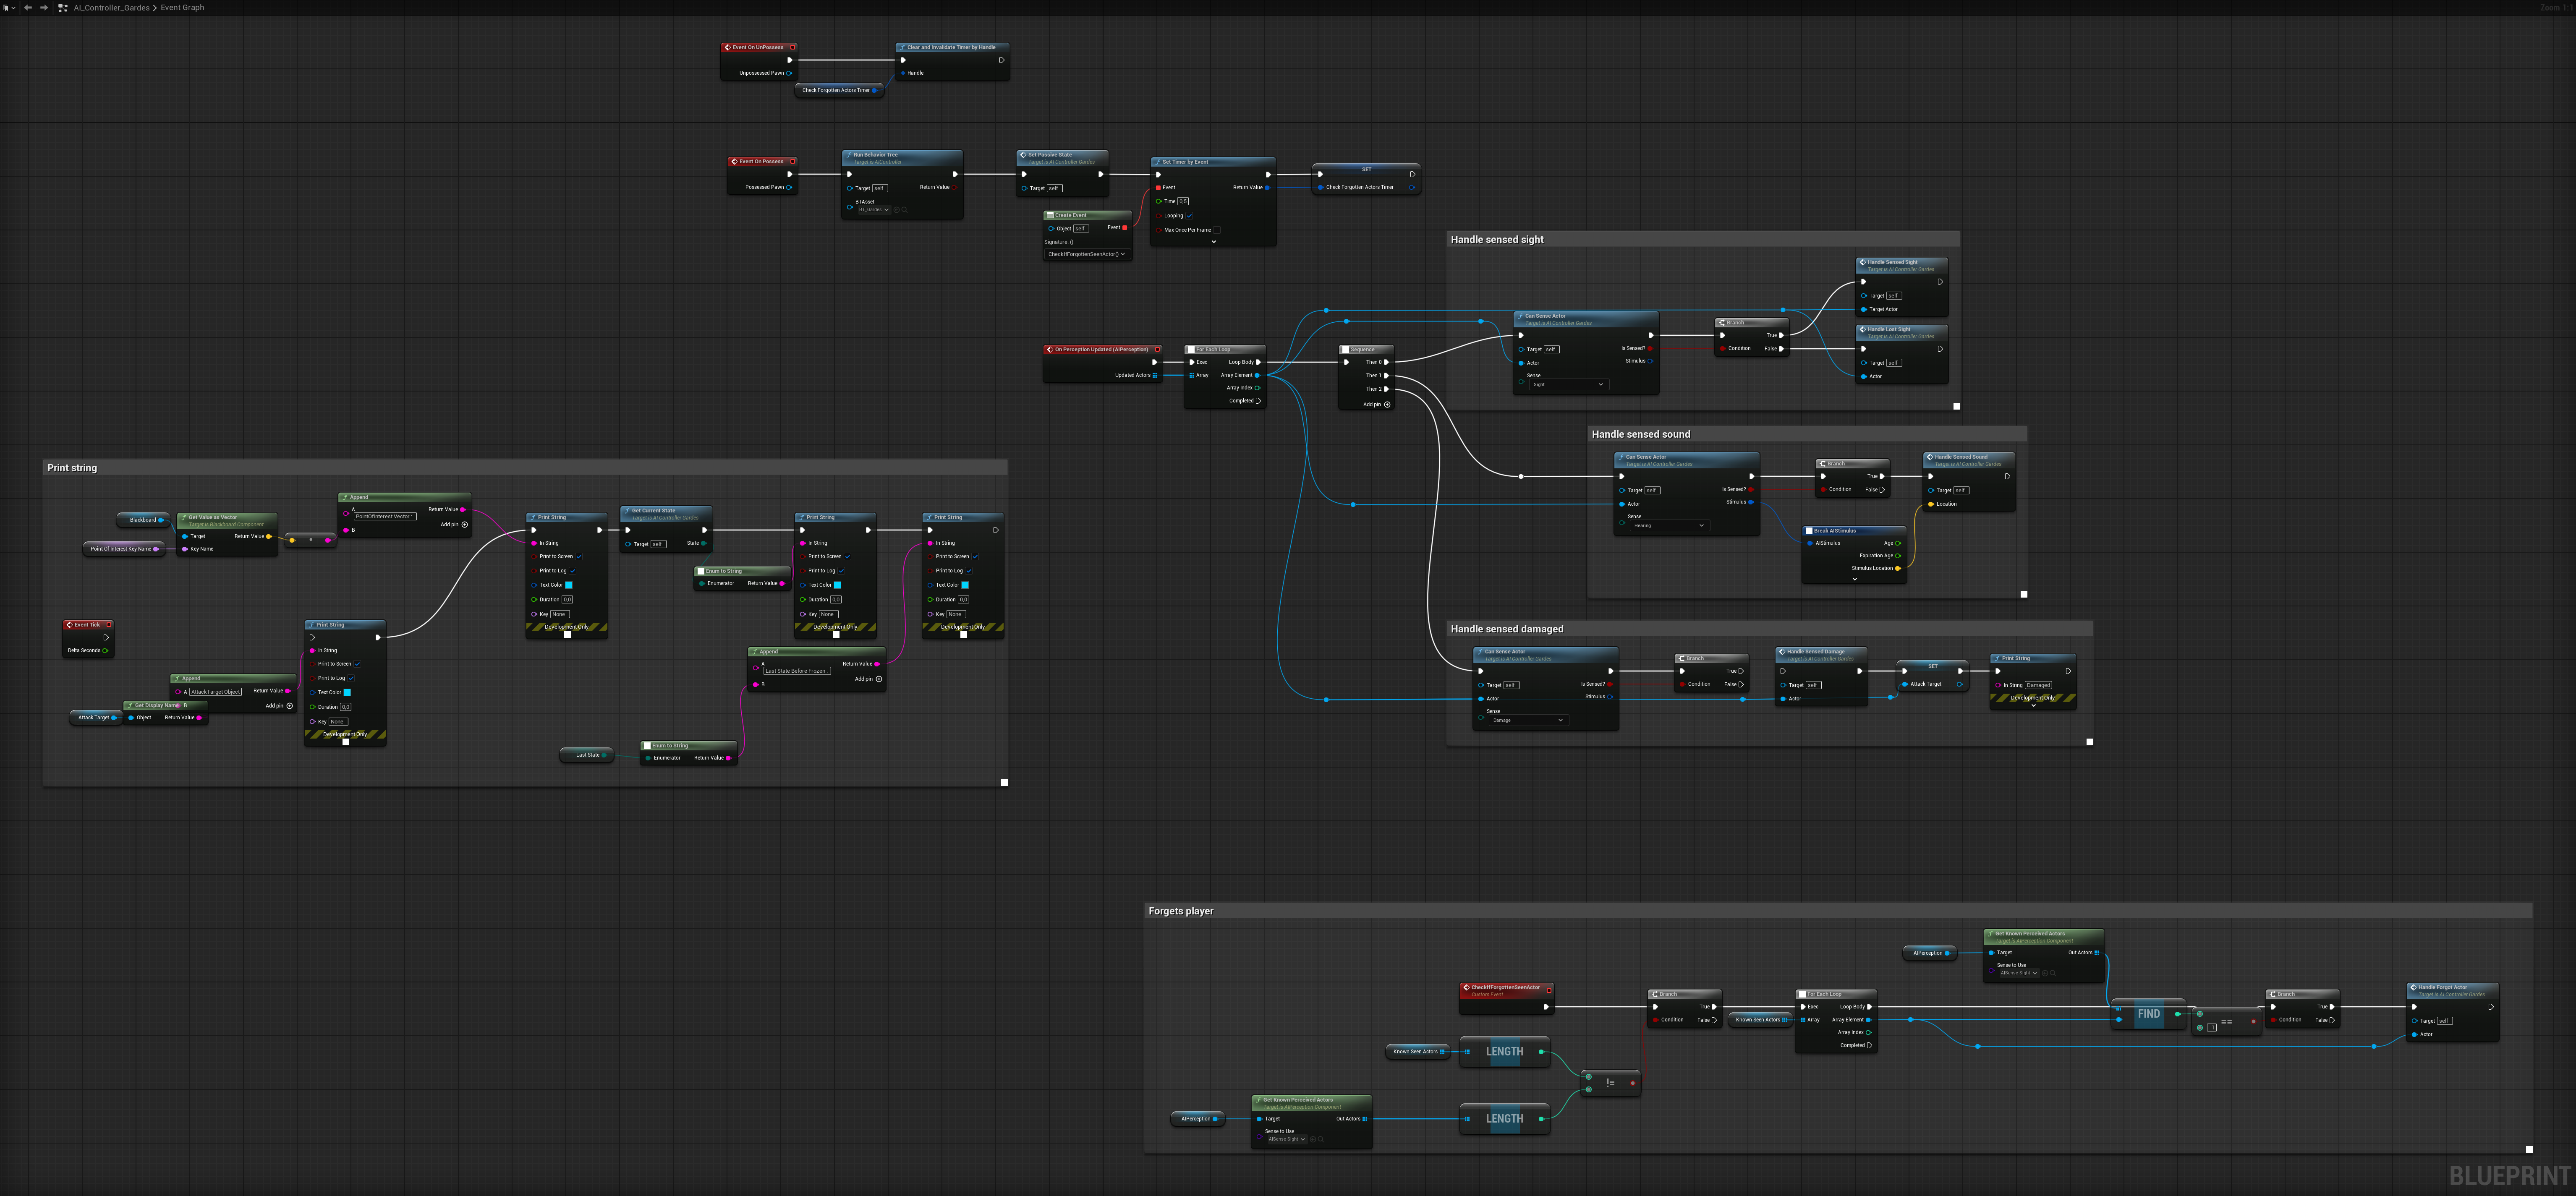 AI_Controller_Gardes > Event Graph
Zoom 1:1
Event On UnPossess
Unpossessed Pawn
Check Forgotten Actors Timer
Clear and Invalidate Timer by Handle
Handle
Event On Possess
Possessed Pawn
Run Behavior Tree
Target is AIController
Target self
Return Value
BTAsset
BT_Gardes
Set Passive State
Target is AI Controller Gardes
Target self
Create Event
Object self
Event
Signature: ()
CheckIfForgottenSeenActor()
Set Timer by Event
Event
Return Value
Time 0,5
Looping
Max Once Per Frame
SET
Check Forgotten Actors Timer
On Perception Updated (AIPerception)
Updated Actors
For Each Loop
Exec
Loop Body
Array
Array Element
Array Index
Completed
Sequence
Then 0
Then 1
Then 2
Add pin
Handle sensed sight
Can Sense Actor
Target is AI Controller Gardes
Target self
Is Sensed?
Actor
Stimulus
Sense
Sight
Branch
True
Condition
False
Handle Sensed Sight
Target is AI Controller Gardes
Target self
Target Actor
Handle Lost Sight
Target is AI Controller Gardes
Target self
Actor
Handle sensed sound
Can Sense Actor
Target is AI Controller Gardes
Target self
Is Sensed?
Actor
Stimulus
Sense
Hearing
Branch
True
Condition
False
Handle Sensed Sound
Target is AI Controller Gardes
Target self
Location
Break AIStimulus
AIStimulus
Age
Expiration Age
Stimulus Location
Handle sensed damaged
Can Sense Actor
Target is AI Controller Gardes
Target self
Is Sensed?
Actor
Stimulus
Sense
Damage
Branch
True
Condition
False
Handle Sensed Damage
Target is AI Controller Gardes
Target self
Actor
SET
Attack Target
Print String
In String Damaged
Development Only
Print string
Blackboard
Point Of Interest Key Name
Get Value as Vector
Target is Blackboard Component
Target
Return Value
Key Name
Append
A
PointOfInterest Vector
Return Value
Add pin
B
Print String
In String
Print to Screen
Print to Log
Text Color
Duration 0,0
Key None
Development Only
Get Current State
Target is AI Controller Gardes
Target self
State
Enum to String
Enumerator
Return Value
Print String
In String
Print to Screen
Print to Log
Text Color
Duration 0,0
Key None
Development Only
Print String
In String
Print to Screen
Print to Log
Text Color
Duration 0,0
Key None
Development Only
Event Tick
Delta Seconds
Append
A AttackTarget Object
Return Value
B
Add pin
Attack Target
Get Display Name
Object
Return Value
Print String
In String
Print to Screen
Print to Log
Text Color
Duration 0,0
Key None
Development Only
Append
A
Last State Before Frozen
Return Value
B
Add pin
Last State
Enum to String
Enumerator
Return Value
Forgets player
CheckIfForgottenSeenActor
Custom Event
Known Seen Actors
LENGTH
!=
AIPerception
Get Known Perceived Actors
Target is AIPerception Component
Target
Out Actors
Sense to Use
AISense Sight
LENGTH
Branch
True
Condition
False
Known Seen Actors
For Each Loop
Exec
Loop Body
Array
Array Element
Array Index
Completed
AIPerception
Get Known Perceived Actors
Target is AIPerception Component
Target
Out Actors
Sense to Use
AISense Sight
FIND
-1
==
Branch
True
Condition
False
Handle Forgot Actor
Target is AI Controller Gardes
Target self
Actor
BLUEPRINT